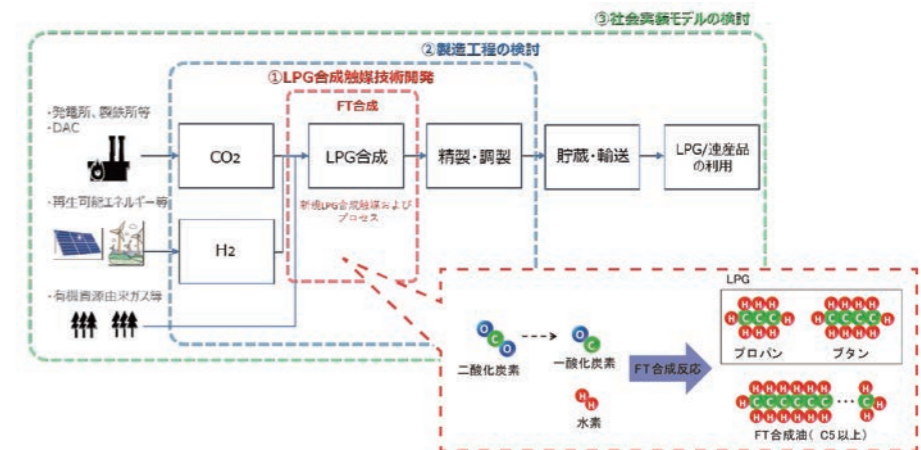 ③社会実装モデルの検討
②製造工程の検討
①LPG合成触媒技術開発
FT合成
・発電所、製鉄所等
・DAC
CO2
LPG合成
精製・調製
貯蔵・輸送
LPG/連産品
の利用
新規LPG合成触媒および
プロセス
・再生可能エネルギー等
H2
・有機資源由来ガス等
LPG
H H H
H C C C H
H H H
プロパン
H H H H
H C C C C H
H H H H
ブタン
O C O
二酸化炭素
O C
一酸化炭素
H H
水素
FT合成反応
H H H H H H
H C C C C C C
H H H H H H
…
H
C H
H
FT合成油( C5以上)